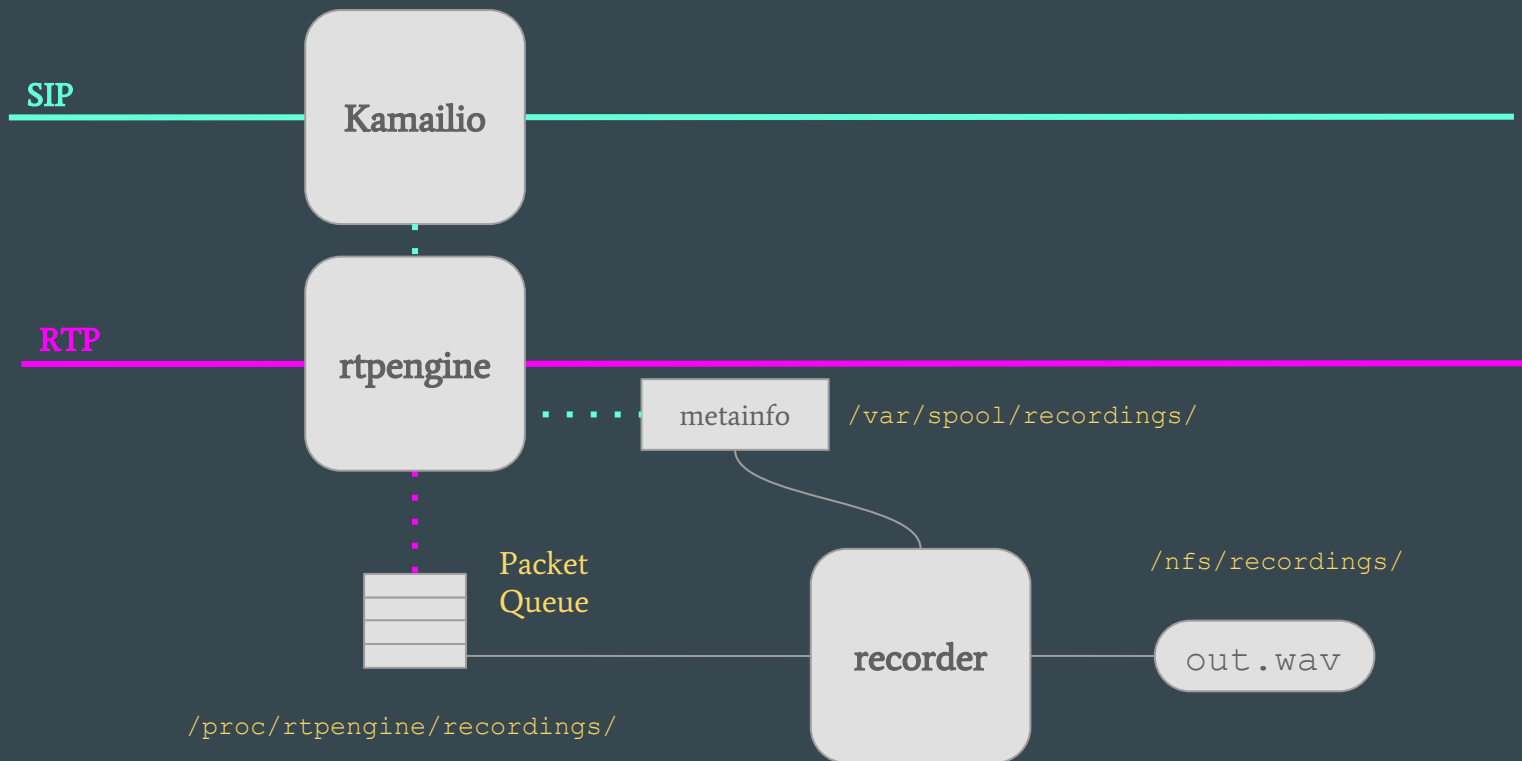 SIP
Kamailio
RTP
rtpengine
metainfo
/var/spool/recordings/
Packet
Queue
/nfs/recordings/
recorder
out.wav
/proc/rtpengine/recordings/